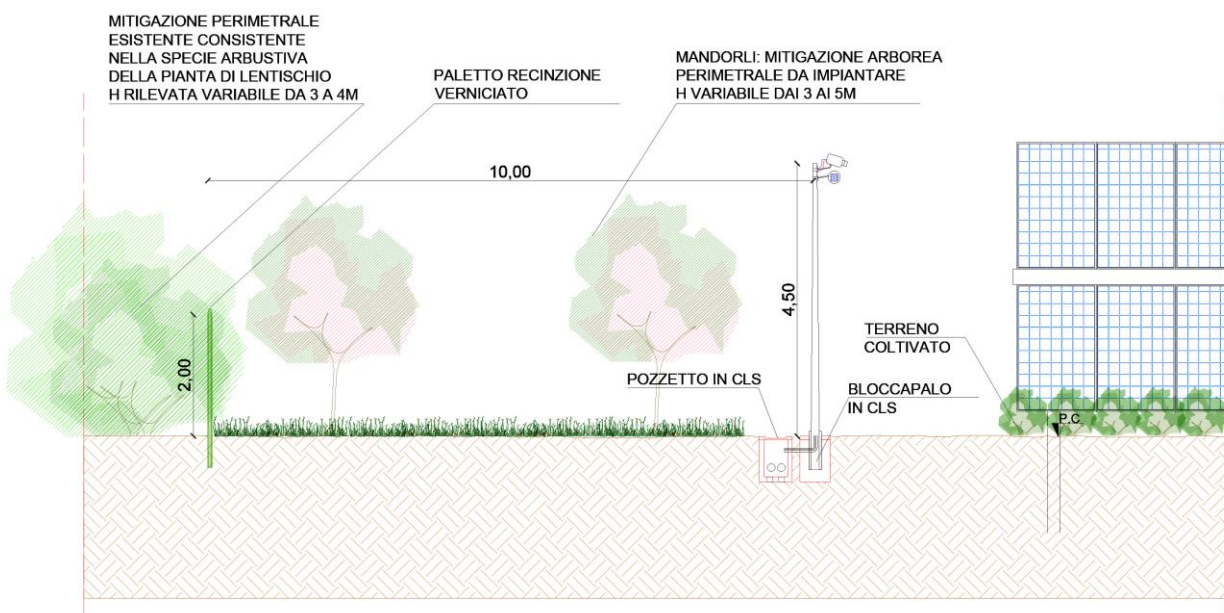 MITIGAZIONE PERIMETRALE
ESISTENTE CONSISTENTE
NELLA SPECIE ARBUSTIVA
DELLA PIANTA DI LENTISCHIO
H RILEVATA VARIABILE DA 3 A 4M
PALETTO RECINZIONE
VERNICIATO
MANDORLI: MITIGAZIONE ARBOREA
PERIMETRALE DA IMPIANTARE
H VARIABILE DAI 3 AI 5M
10,00
4,50
2,00
TERRENO
COLTIVATO
POZZETTO IN CLS
BLOCCAPALO
IN CLS
P.C.